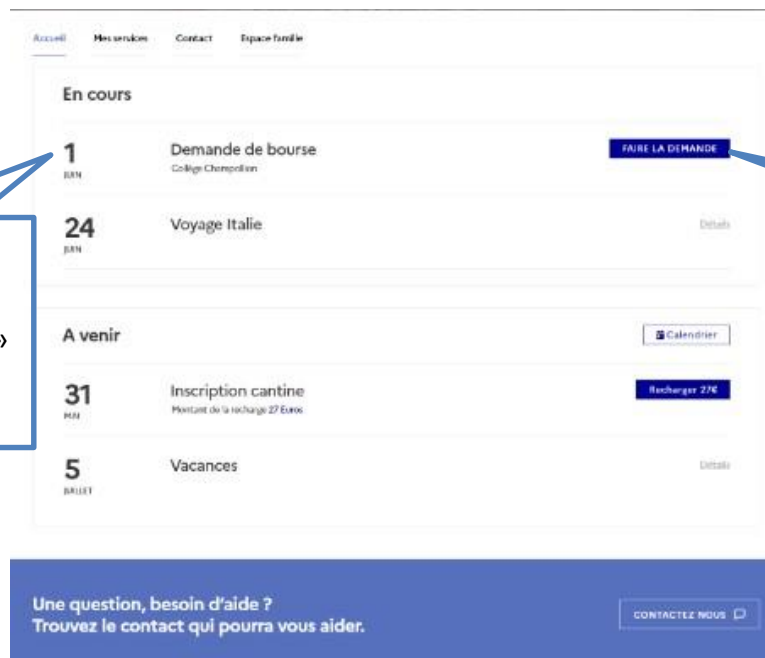 Accueil Mes services Contact Espace famille
En cours
1
JUIN
Demande de bourse
Collège Champollion
FAIRE LA DEMANDE
24
JUIN
Voyage Italie
Détails
»
A venir
Calendrier
31
MAI
Inscription cantine
Montant de la recharge 27 Euros
Recharger 27€
5
JUILLET
Vacances
Détails
Une question, besoin d'aide ?
Trouvez le contact qui pourra vous aider.
CONTACTEZ NOUS